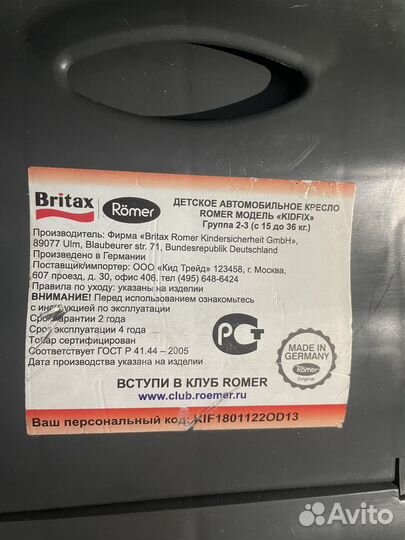 Britax Römer
ДЕТСКОЕ АВТОМОБИЛЬНОЕ КРЕСЛО
ROMER МОДЕЛЬ «KIDFIX»
Группа 2-3 (с 15 до 36 кг.)
Производитель: Фирма «Britax Romer Kindersicherheit GmbH»,
89077 Ulm, Blaubeurer str. 71, Bundesrepublik Deutschland
Произведено в Германии
Поставщик/импортер: ООО «Кид Трейд» 123458, г. Москва,
607 проезд, д. 30, офис 406. тел (495) 648-6424
Правила по уходу: указаны на изделии
ВНИМАНИЕ! Перед использованием ознакомьтесь
с инструкцией по эксплуатации
Срок гарантии 2 года
Срок эксплуатации 4 года
Товар сертифицирован
Соответствует ГОСТ Р 41.44 – 2005
Дата производства указана на изделии
РСТ
MADE IN
GERMANY
Römer
Original
ВСТУПИ В КЛУБ ROMER
www.club.roemer.ru
Ваш персональный код: KIF1801122OD13
Avito